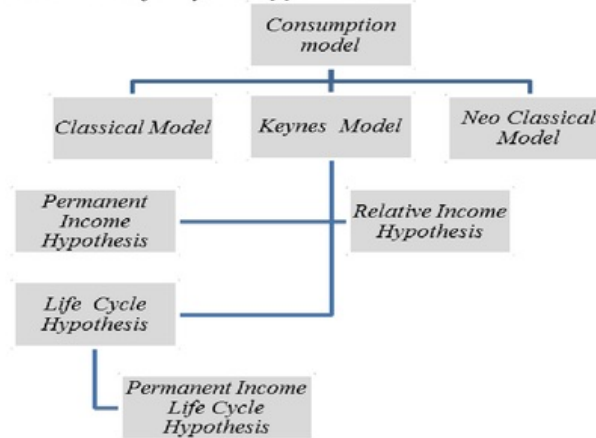 Consumption
model
Classical Model
Keynes Model
Neo Classical
Model
Permanent
Income
Hypothesis
Relative Income
Hypothesis
Life Cycle
Hypothesis
Permanent Income
Life Cycle
Hypothesis